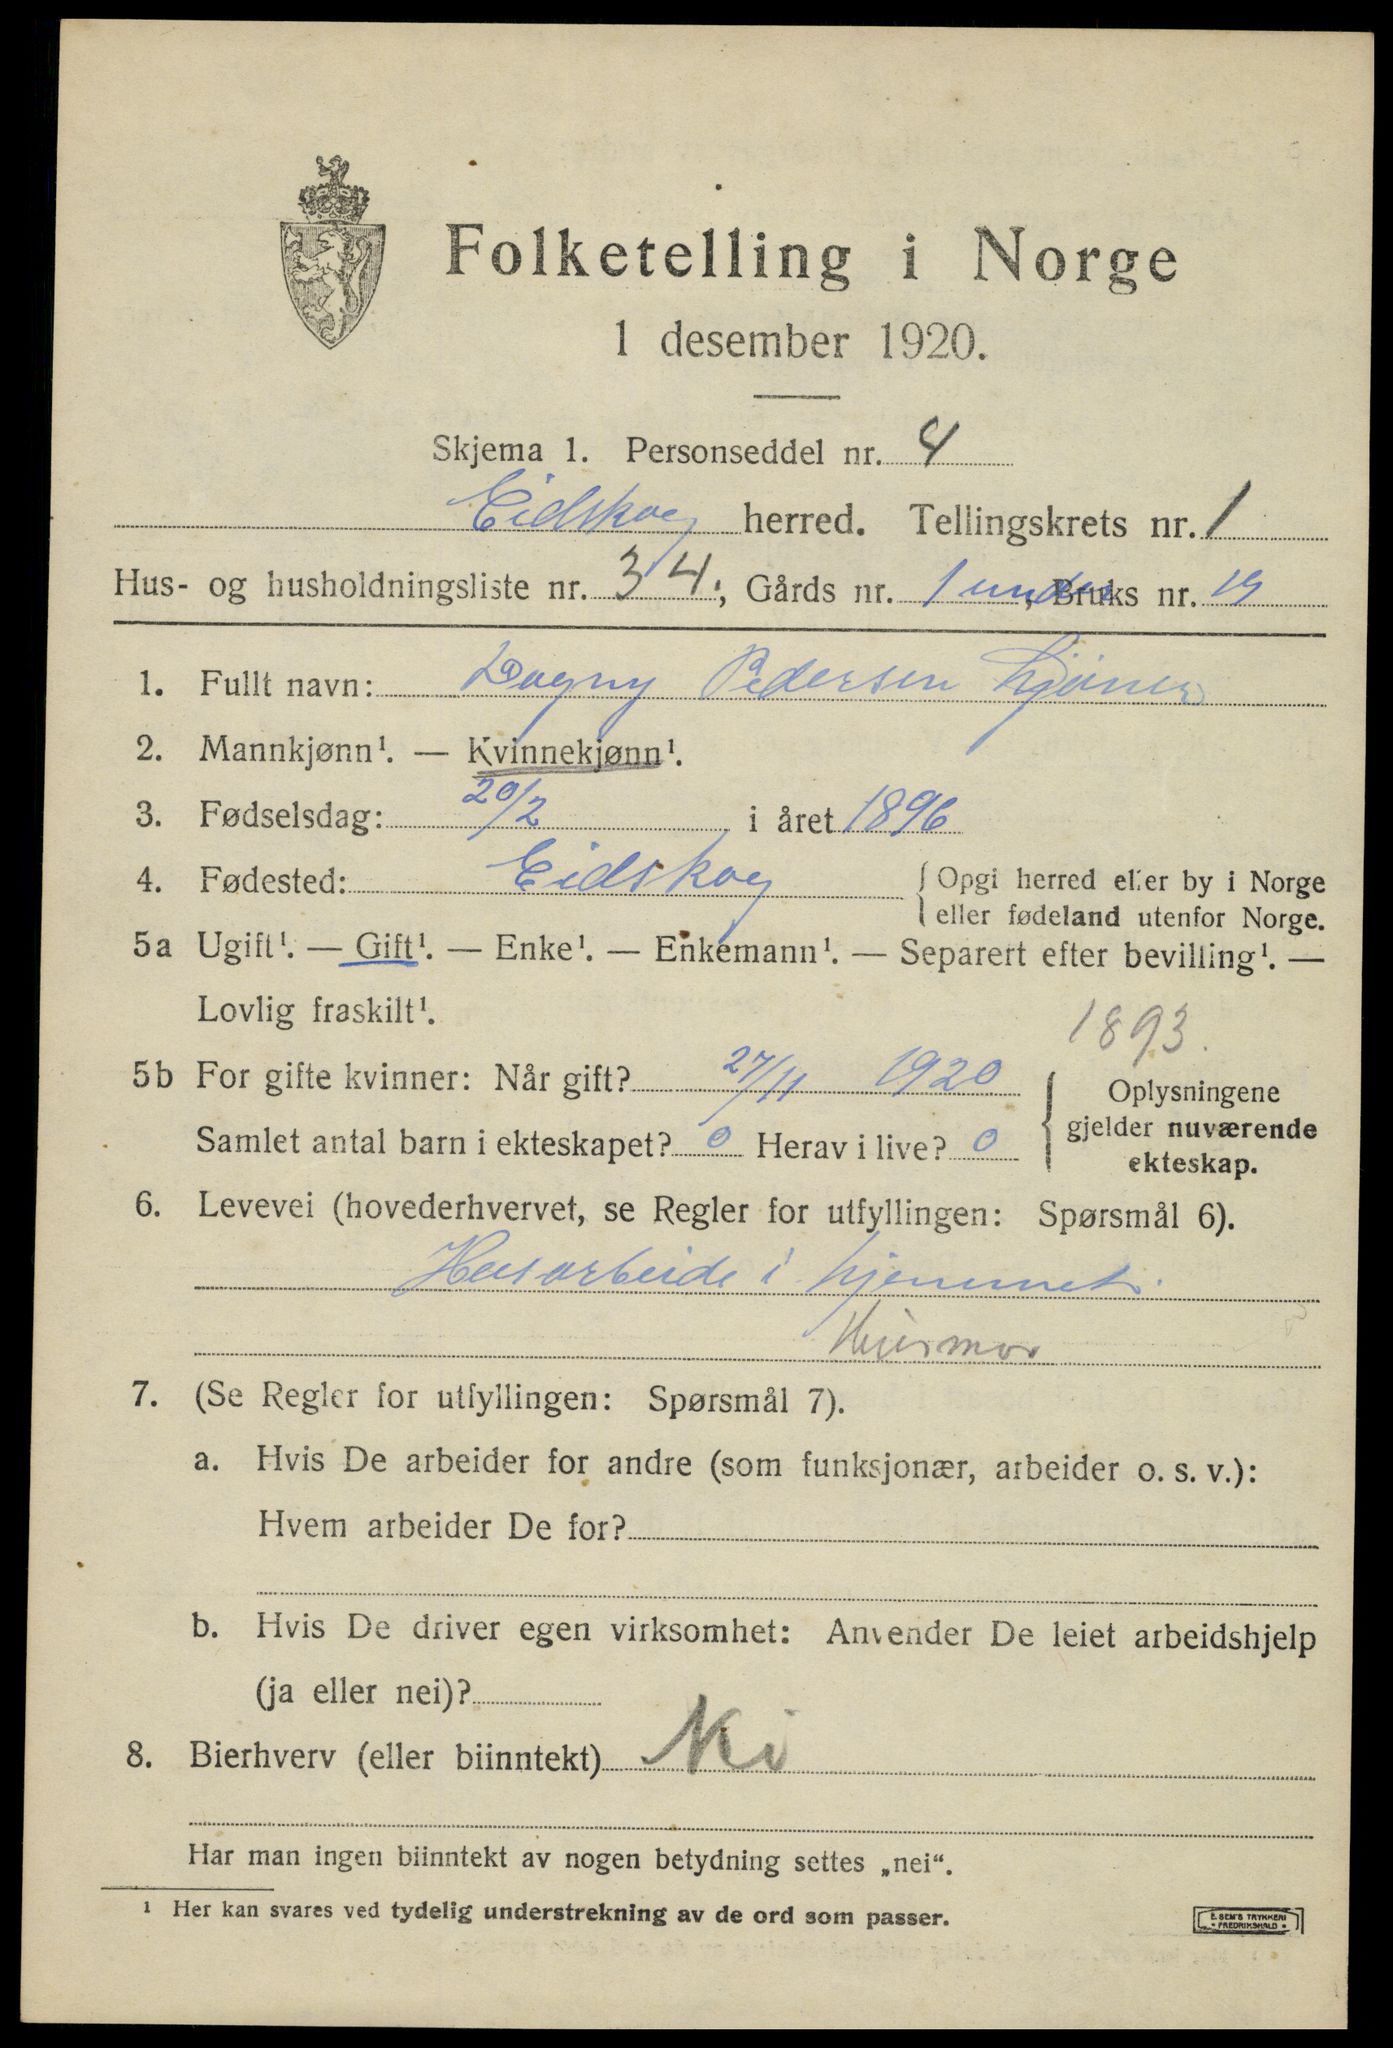 Folketelling i Norge
1 desember 1920.
Skjema 1. Personseddel nr. 4
Eidskog herred. Tellingskrets nr. 1
Hus- og husholdningsliste nr. 34., Gårds nr. 1 under, Bruks nr. 19
1. Fullt navn: Dagny Pedersen
2. Mannkjønn¹. — Kvinnekjønn¹.
3. Fødselsdag: 20/2 i året 1896
4. Fødested: Eidskog { Opgi herred eller by i Norge
eller fødeland utenfor Norge.
5a Ugift¹. — Gift¹. — Enke¹. — Enkemann¹. — Separert efter bevilling¹. —
Lovlig fraskilt¹.
1893.
5b For gifte kvinner: Når gift? 27/11 1920
Samlet antal barn i ekteskapet? 0 Herav i live? 0
{ Oplysningene
gjelder nuværende
ekteskap.
6. Levevei (hovederhvervet, se Regler for utfyllingen: Spørsmål 6).
Husarbeide i hjemmet.
Husmor
7. (Se Regler for utfyllingen: Spørsmål 7).
a. Hvis De arbeider for andre (som funksjonær, arbeider o. s. v.):
Hvem arbeider De for?
b. Hvis De driver egen virksomhet: Anvender De leiet arbeidshjelp
(ja eller nei)?
8. Bierhverv (eller biinntekt) Nei
Har man ingen biinntekt av nogen betydning settes „nei“.
¹ Her kan svares ved tydelig understrekning av de ord som passer.
E. SEM'S TRYKKERI
FREDRIKSHALD